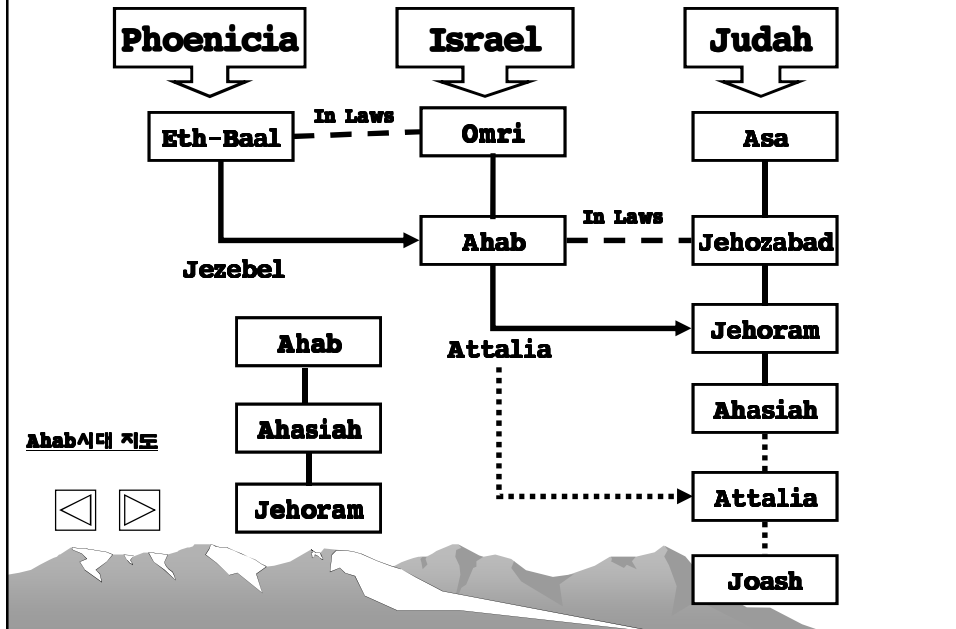 Phoenicia
Israel
Judah
Eth-Baal
In Laws
Omri
Asa
Ahab
In Laws
Jehozabad
Jezebel
Jehoram
Attalia
Ahab
Ahasiah
Ahasiah
Ahab시대 지도
Attalia
Jehoram
Joash